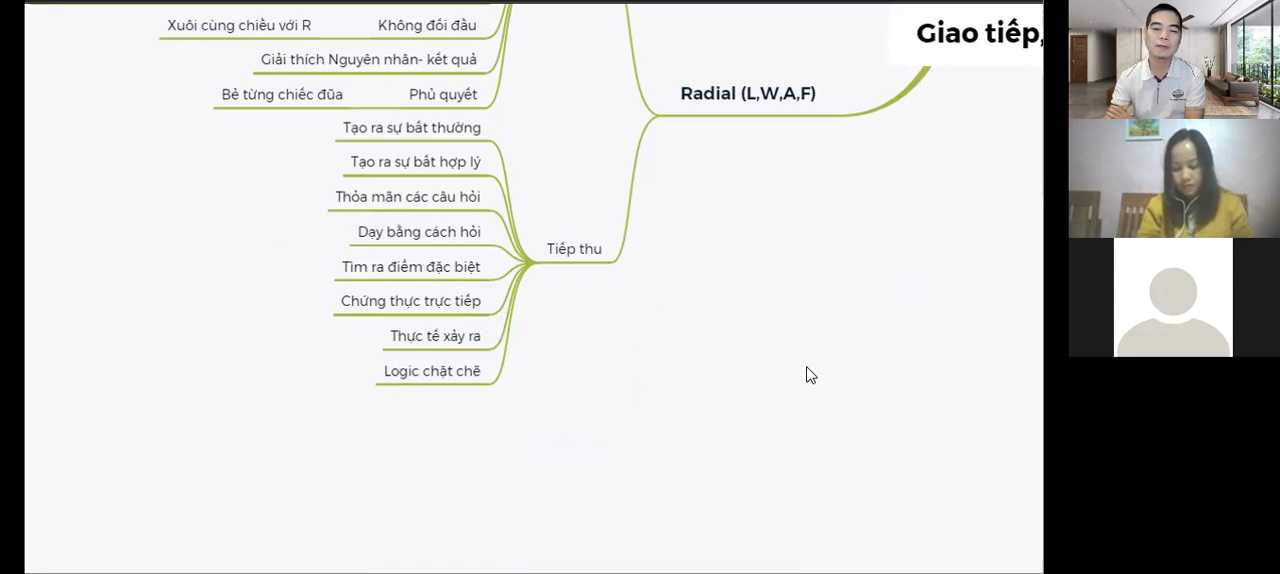 Giao tiếp,
Xuôi cùng chiều với R
Không đối đầu
Giải thích Nguyên nhân- kết quả
Bẻ từng chiếc đũa
Phủ quyết
Radial (L,W,A,F)
Tạo ra sự bất thường
Tạo ra sự bất hợp lý
Thỏa mãn các câu hỏi
Dạy bằng cách hỏi
Tiếp thu
Tìm ra điểm đặc biệt
Chứng thực trực tiếp
Thực tế xảy ra
Logic chặt chẽ